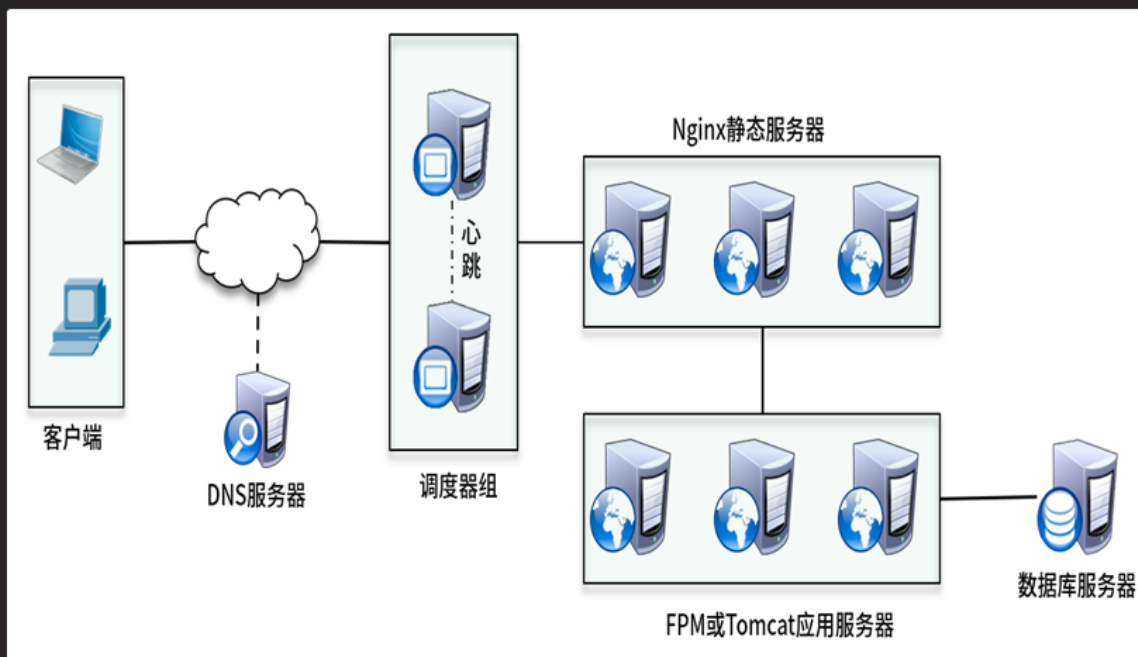 Nginx静态服务器
心
跳
客户端
DNS服务器
调度器组
数据库服务器
FPM或Tomcat应用服务器